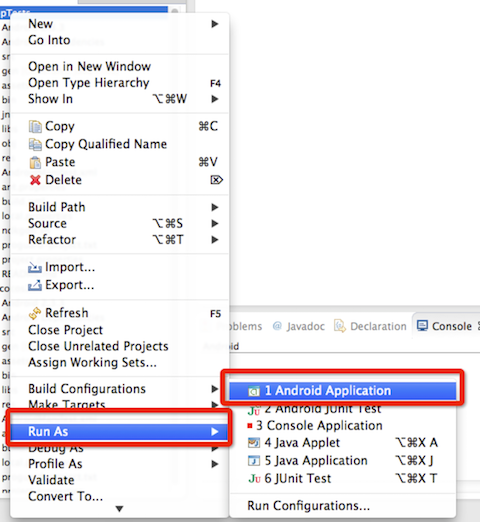 pTests
New
Go Into
Open in New Window
Open Type Hierarchy F4
Show In ⌥⌘W
Copy ⌘C
Copy Qualified Name
Paste ⌘V
Delete ⌦
Build Path
Source ⌥⌘S
Refactor ⌥⌘T
Import...
Export...
Refresh F5
Close Project
Close Unrelated Projects
Assign Working Sets...
Build Configurations
Make Targets
Run As
Debug As
Profile As
Validate
Convert To...
oblems @ Javadoc Declaration Console
oid
1 Android Application
2 Android JUnit Test
3 Console Application
4 Java Applet ⌥⌘X A
5 Java Application ⌥⌘X J
6 JUnit Test ⌥⌘X T
Run Configurations...